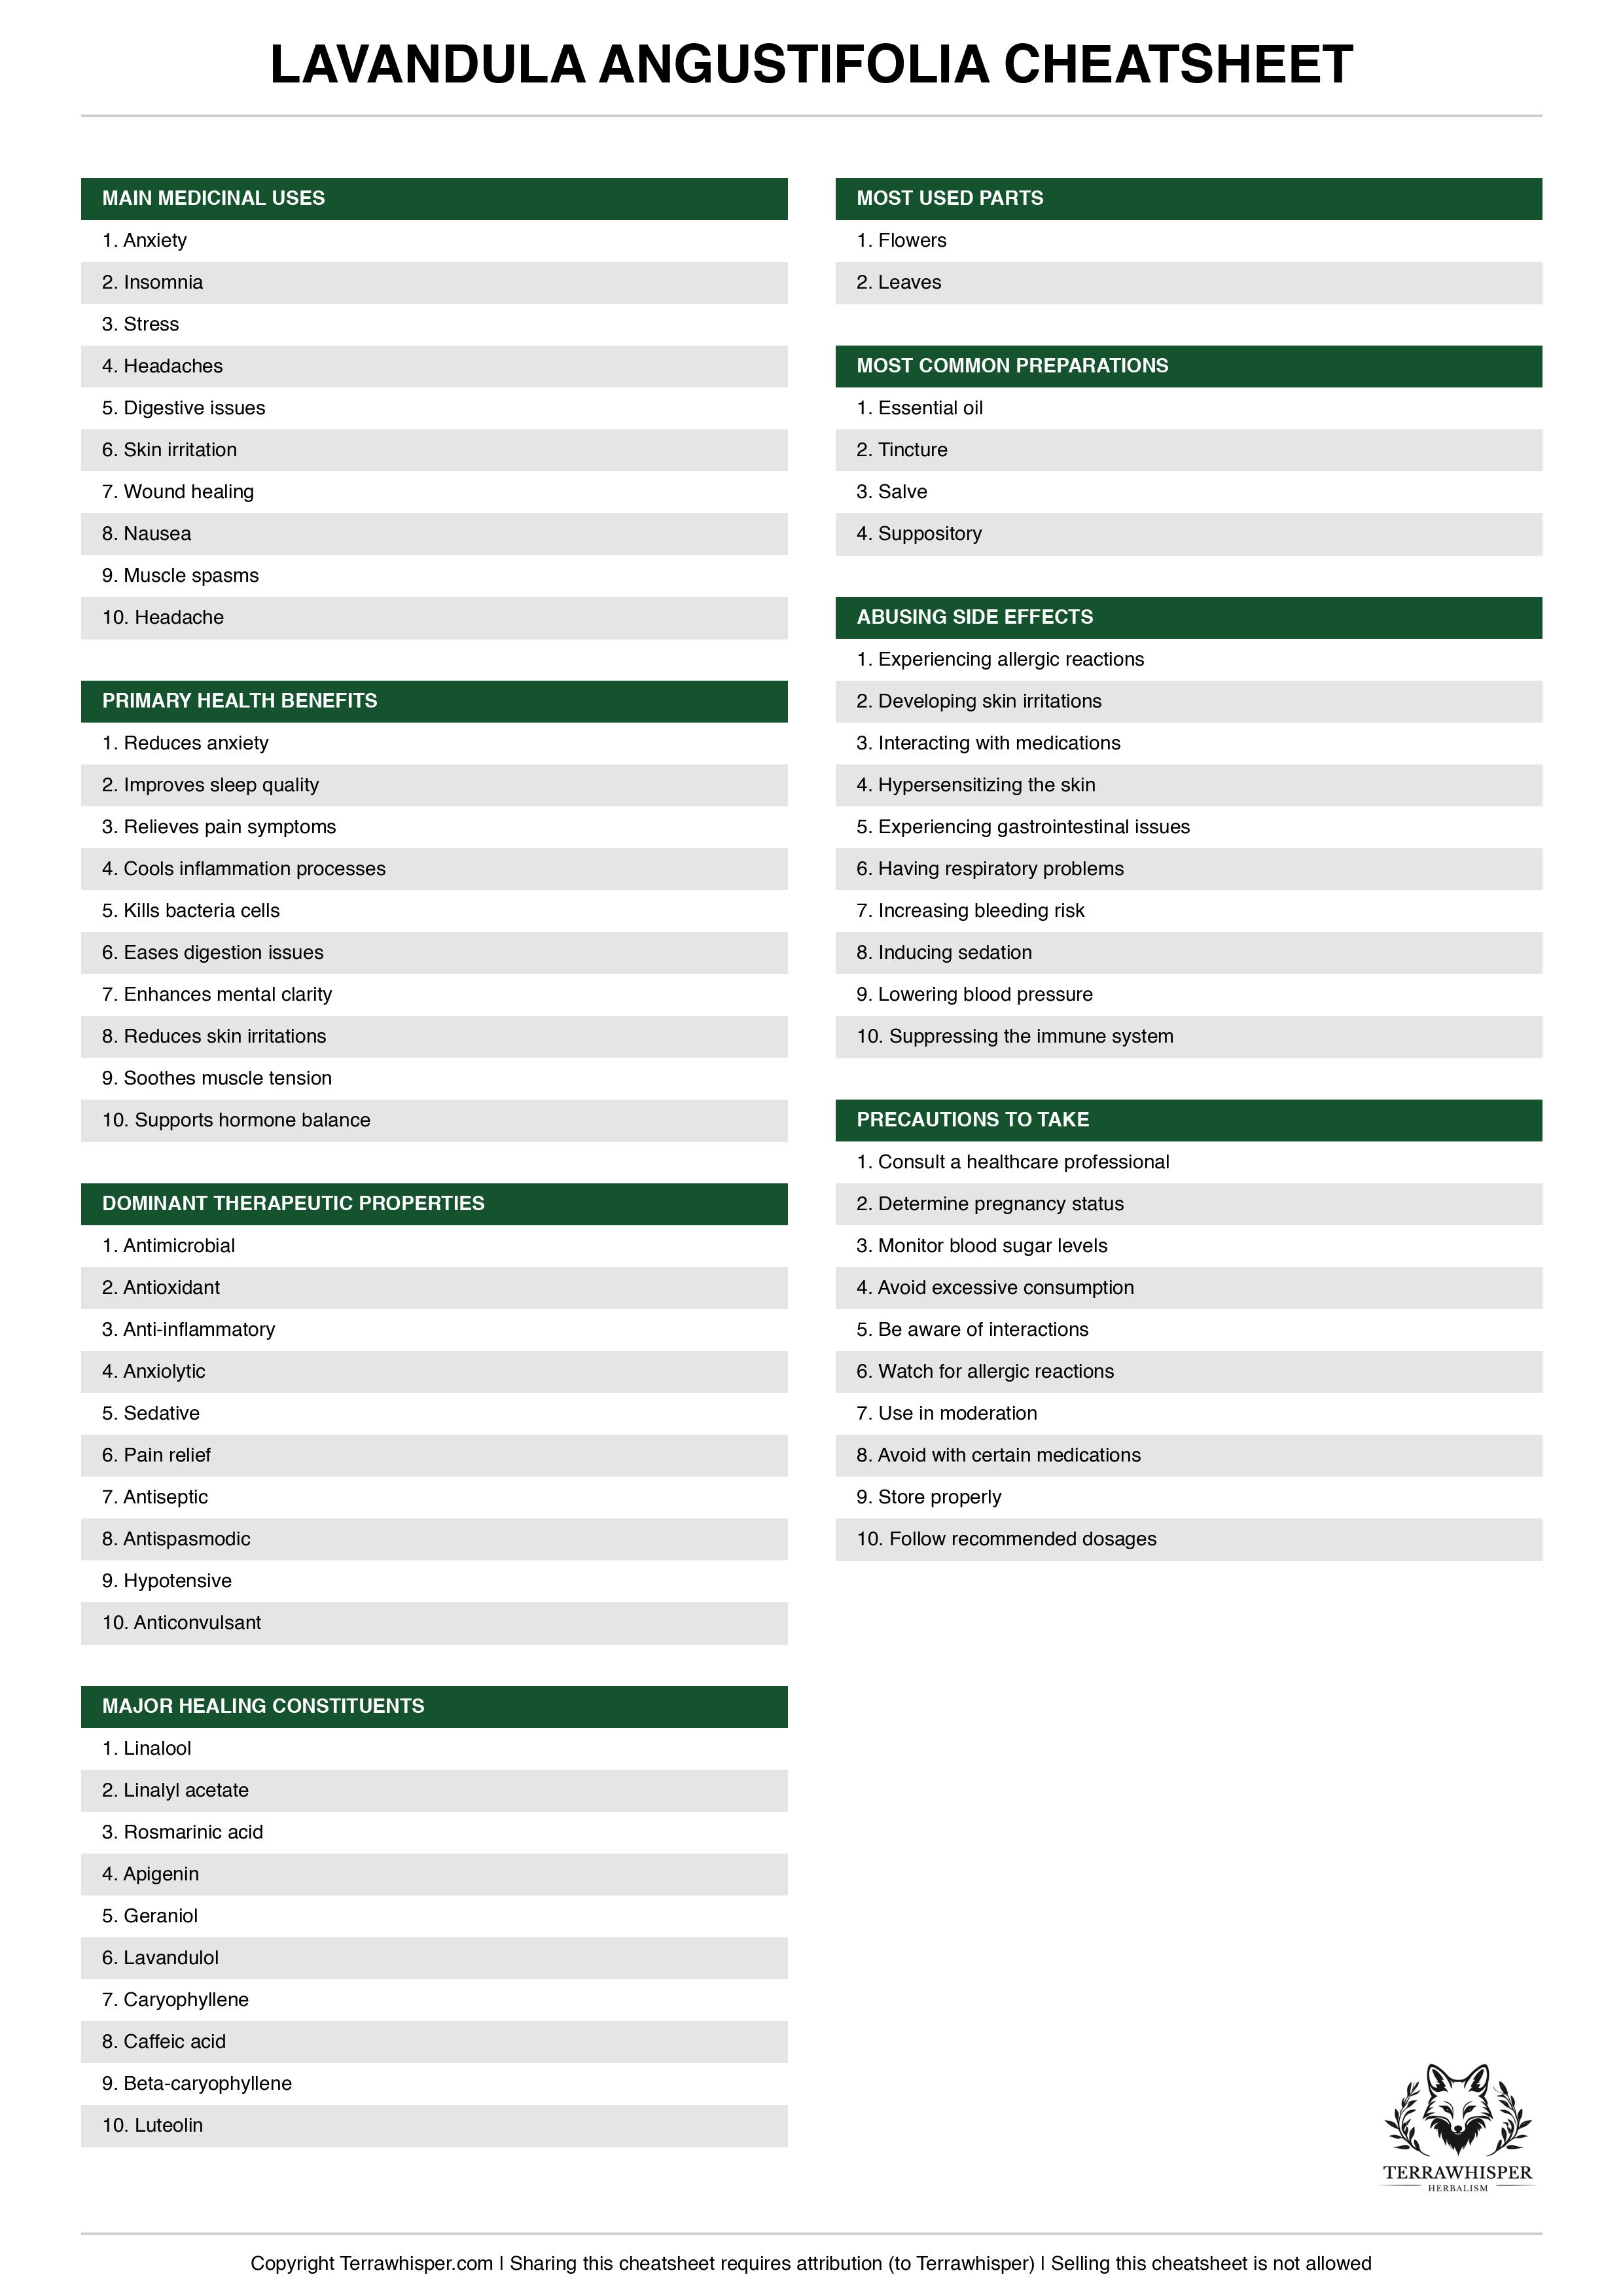 LAVANDULA ANGUSTIFOLIA CHEATSHEET
MAIN MEDICINAL USES
1. Anxiety
2. Insomnia
3. Stress
4. Headaches
5. Digestive issues
6. Skin irritation
7. Wound healing
8. Nausea
9. Muscle spasms
10. Headache
PRIMARY HEALTH BENEFITS
1. Reduces anxiety
2. Improves sleep quality
3. Relieves pain symptoms
4. Cools inflammation processes
5. Kills bacteria cells
6. Eases digestion issues
7. Enhances mental clarity
8. Reduces skin irritations
9. Soothes muscle tension
10. Supports hormone balance
DOMINANT THERAPEUTIC PROPERTIES
1. Antimicrobial
2. Antioxidant
3. Anti-inflammatory
4. Anxiolytic
5. Sedative
6. Pain relief
7. Antiseptic
8. Antispasmodic
9. Hypotensive
10. Anticonvulsant
MAJOR HEALING CONSTITUENTS
1. Linalool
2. Linalyl acetate
3. Rosmarinic acid
4. Apigenin
5. Geraniol
6. Lavandulol
7. Caryophyllene
8. Caffeic acid
9. Beta-caryophyllene
10. Luteolin
MOST USED PARTS
1. Flowers
2. Leaves
MOST COMMON PREPARATIONS
1. Essential oil
2. Tincture
3. Salve
4. Suppository
ABUSING SIDE EFFECTS
1. Experiencing allergic reactions
2. Developing skin irritations
3. Interacting with medications
4. Hypersensitizing the skin
5. Experiencing gastrointestinal issues
6. Having respiratory problems
7. Increasing bleeding risk
8. Inducing sedation
9. Lowering blood pressure
10. Suppressing the immune system
PRECAUTIONS TO TAKE
1. Consult a healthcare professional
2. Determine pregnancy status
3. Monitor blood sugar levels
4. Avoid excessive consumption
5. Be aware of interactions
6. Watch for allergic reactions
7. Use in moderation
8. Avoid with certain medications
9. Store properly
10. Follow recommended dosages
TERRAWHISPER
HERBALISM
Copyright Terrawhisper.com | Sharing this cheatsheet requires attribution (to Terrawhisper) | Selling this cheatsheet is not allowed